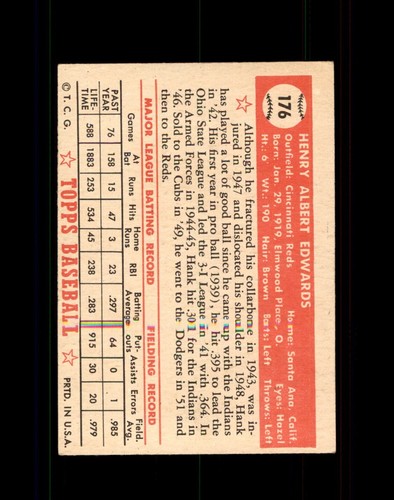 176
HENRY ALBERT EDWARDS
Outfield: Cincinnati Reds Home: Santa Ana, Calif.
Born: Jan. 29, 1919, Elmwood Place, O. Eyes: Hazel
Ht.: 6 Wt.: 190 Hair: Brown Bats: Left Throws: Left
Although he fractured his collarbone in 1943, was in-
jured in 1947 and dislocated his shoulder in 1948, Hank
has played a lot of good ball since he came up with the Indians
in '42. His first year in pro ball (1939), he hit .395 to lead the
Ohio State League and led the 3-I League in '41 with .364. In
the Armed Forces in 1944-45, Hank hit .301 for the Indians in
'46. Sold to the Cubs in '49, he went to the Dodgers in '51 and
then to the Reds.
MAJOR LEAGUE BATTING RECORD FIELDING RECORD
Games At Bat Runs Hits Home Runs RBI Batting Average Put-outs Assists Errors Field. Avg.
PAST YEAR 76 158 15 47 3 23 .297 64 0 1 .985
LIFE-TIME 588 1883 253 534 45 238 .283 915 30 20 .979
© T. C. G. TOPPS BASEBALL PRTD. IN U.S.A.